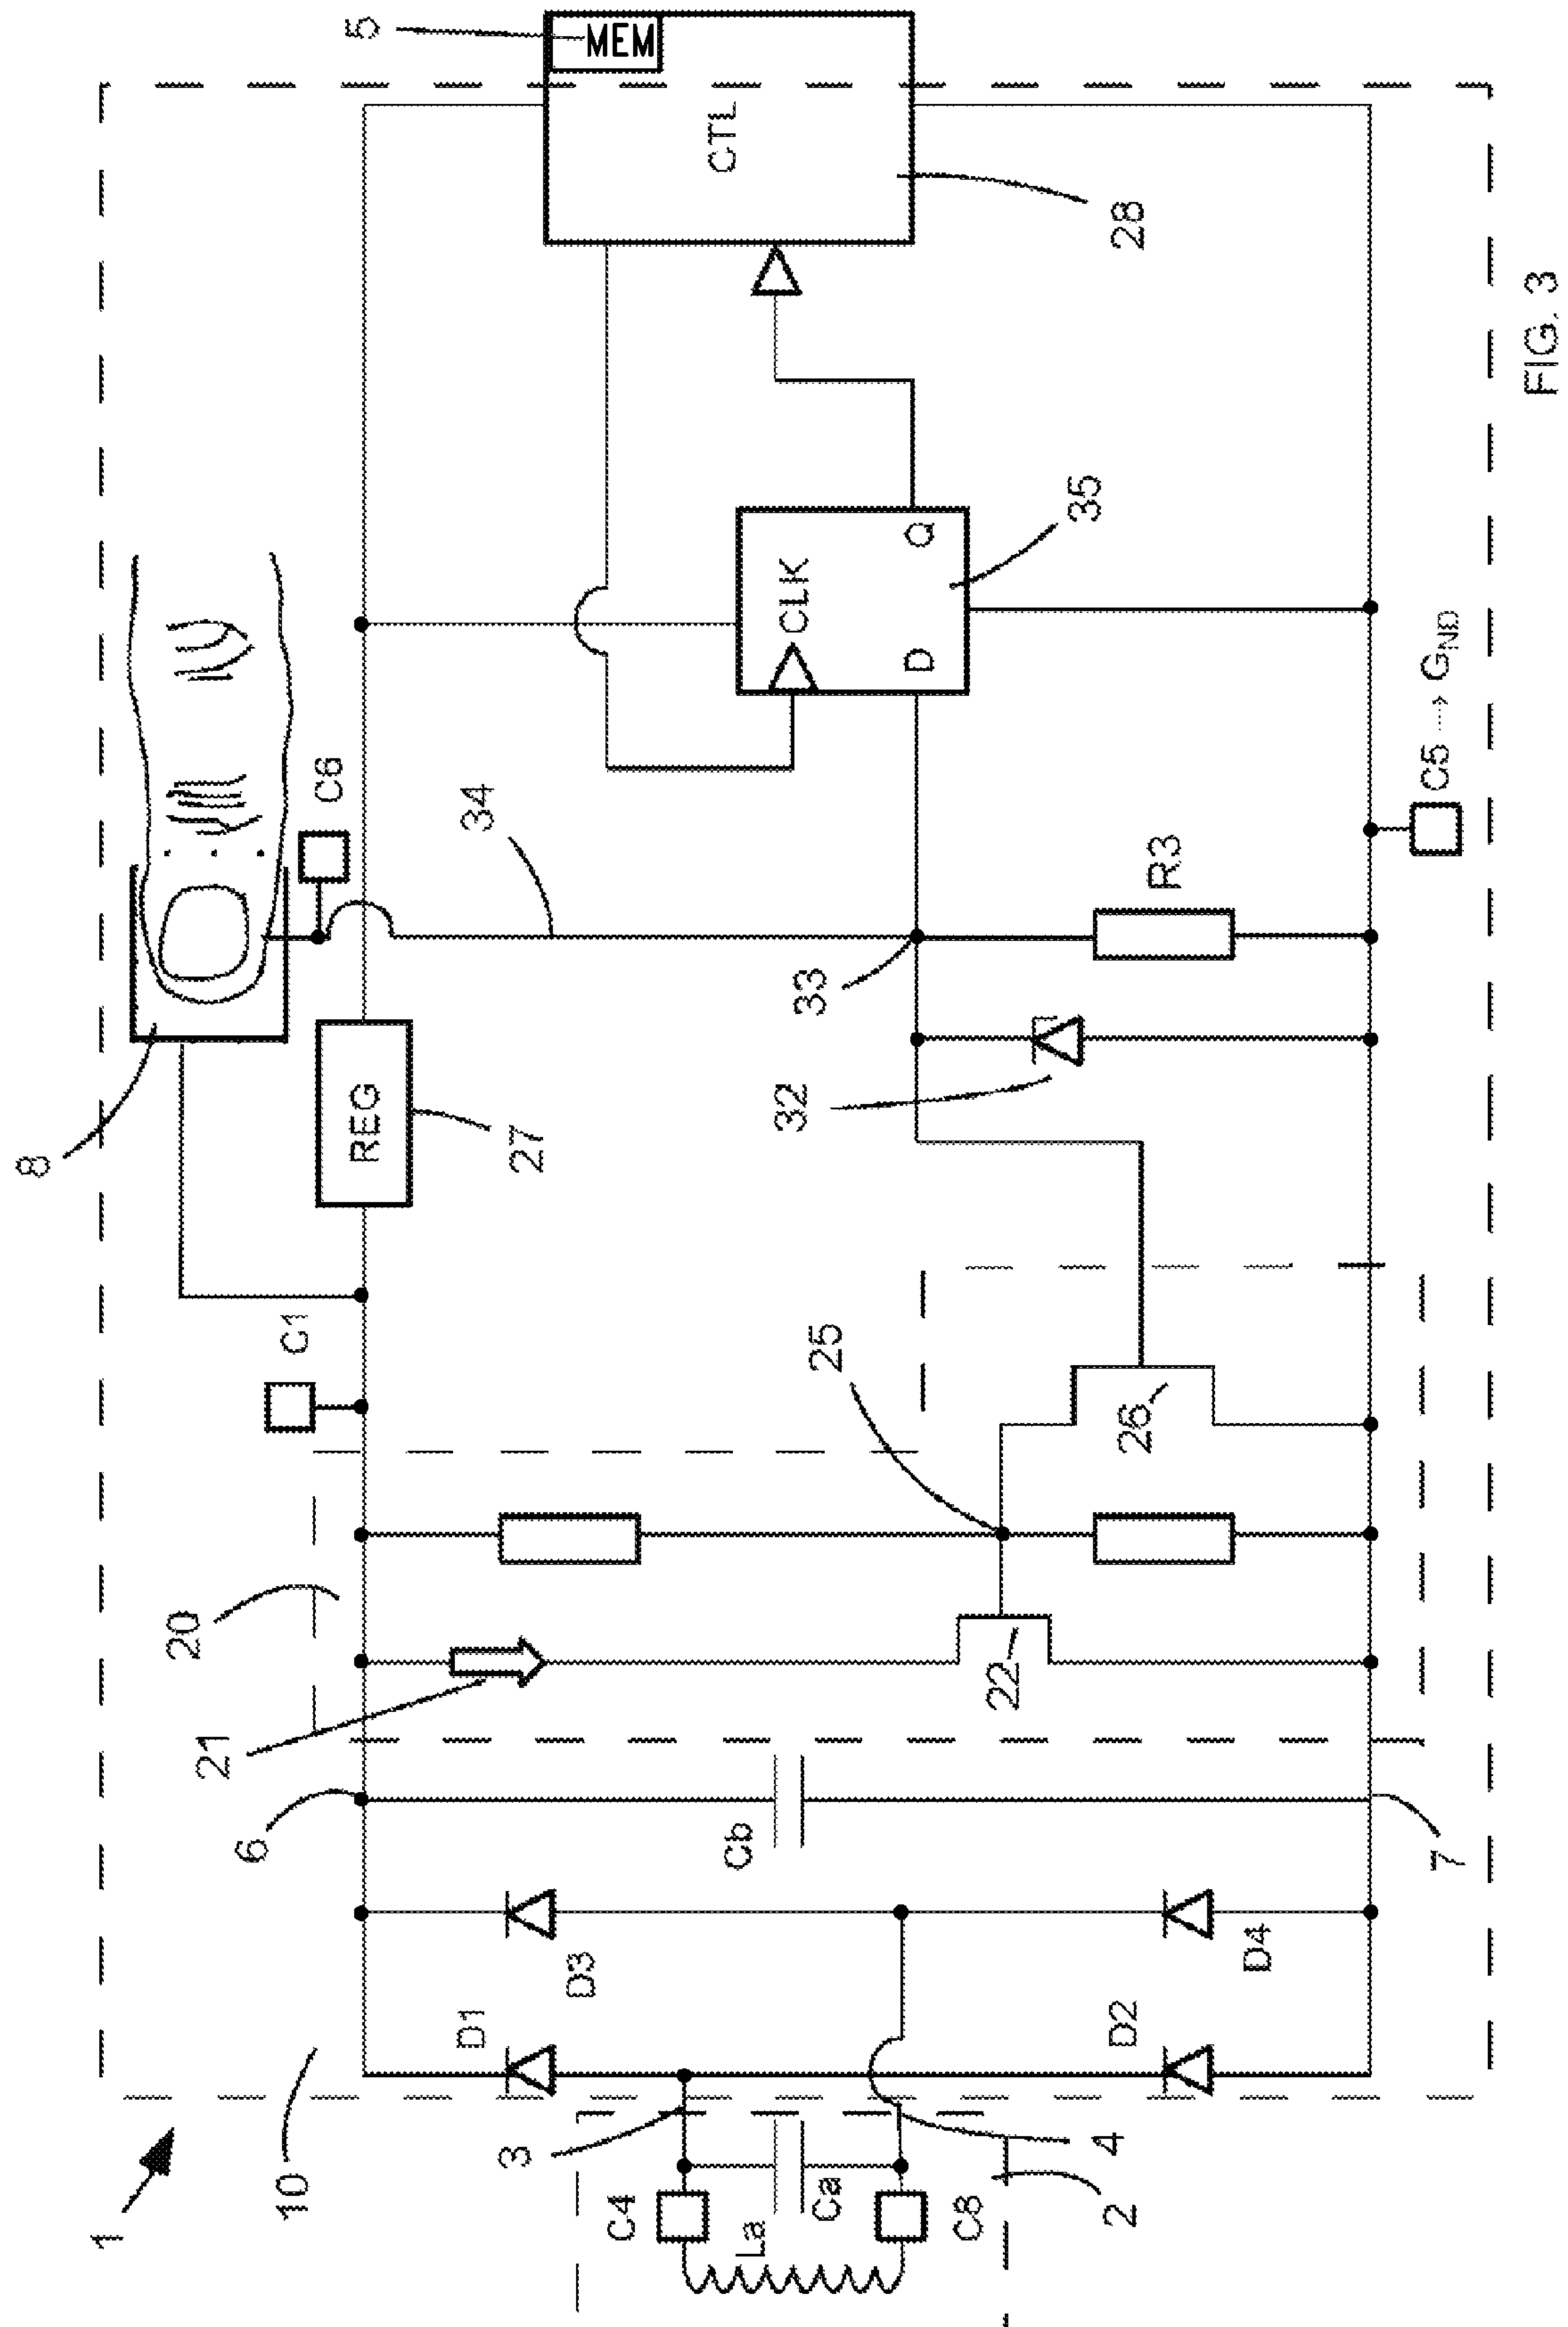 1
10
2
3
4
C4
La
Ca
C8
D1
D2
D3
D4
6
Cb
7
20
21
22
25
26
C1
8
REG
27
32
33
34
C6
R3
C5 → GND
CLK
D
Q
35
5
MEM
CTL
28
FIG. 3